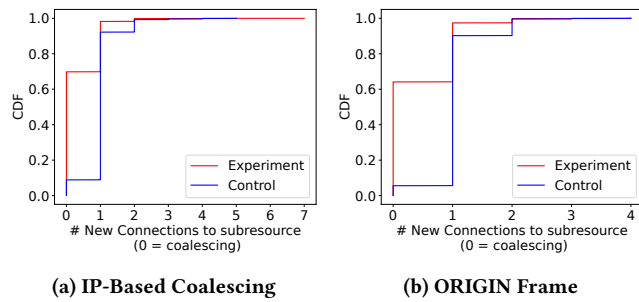 1.0
0.8
0.6
0.4
0.2
0.0
CDF
Experiment
Control
0 1 2 3 4 5 6 7
# New Connections to subresource
(0 = coalescing)
(a) IP-Based Coalescing
1.0
0.8
0.6
0.4
0.2
0.0
CDF
Experiment
Control
0 1 2 3 4
# New Connections to subresource
(0 = coalescing)
(b) ORIGIN Frame